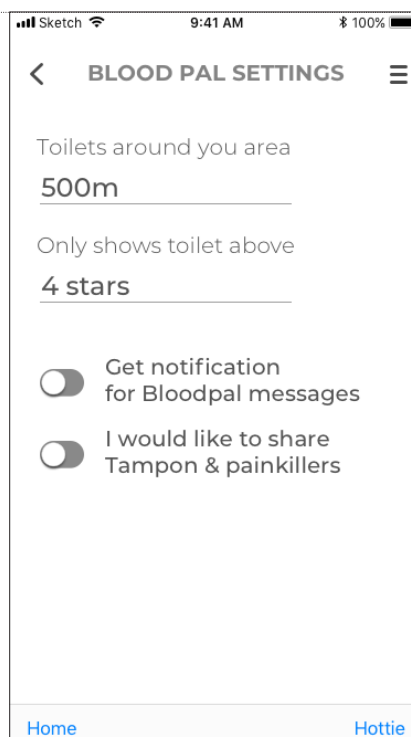 Sketch 9:41 AM 100%
BLOOD PAL SETTINGS
Toilets around you area
500m
Only shows toilet above
4 stars
Get notification
for Bloodpal messages
I would like to share
Tampon & painkillers
Home Hottie